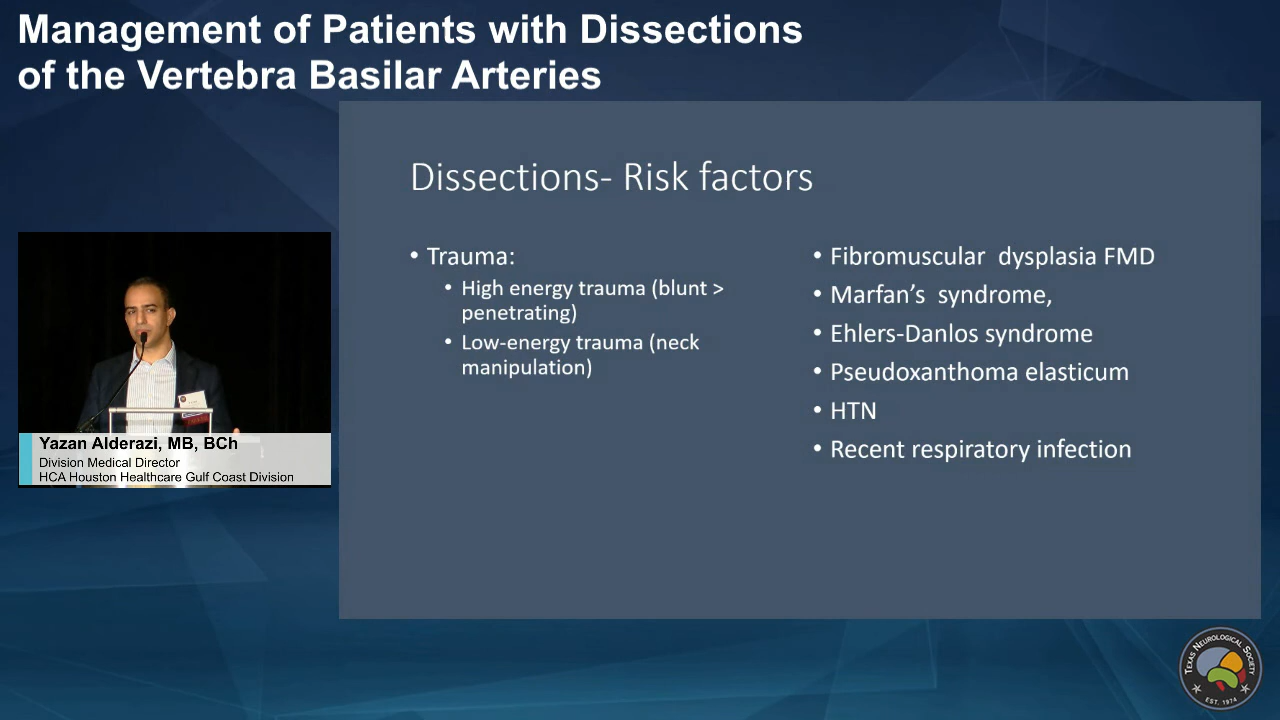 Management of Patients with Dissections
of the Vertebra Basilar Arteries
Dissections- Risk factors
• Trauma:
• High energy trauma (blunt >
penetrating)
• Low-energy trauma (neck
manipulation)
• Fibromuscular  dysplasia FMD
• Marfan’s  syndrome,
• Ehlers-Danlos syndrome
• Pseudoxanthoma elasticum
• HTN
• Recent respiratory infection
Yazan Alderazi, MB, BCh
Division Medical Director
HCA Houston Healthcare Gulf Coast Division
TEXAS NEUROLOGICAL SOCIETY
EST. 1974